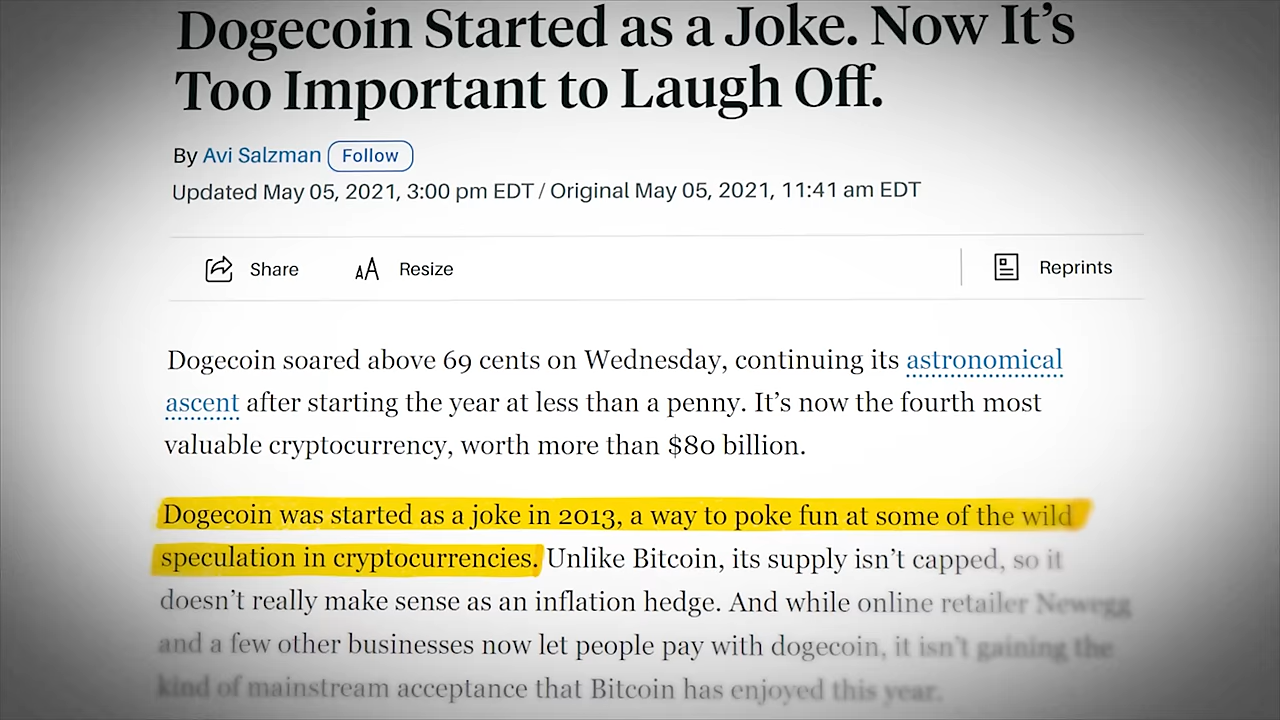 Dogecoin Started as a Joke. Now It’s
Too Important to Laugh Off.
By Avi Salzman Follow
Updated May 05, 2021, 3:00 pm EDT / Original May 05, 2021, 11:41 am EDT
Share AA Resize Reprints
Dogecoin soared above 69 cents on Wednesday, continuing its astronomical
ascent after starting the year at less than a penny. It’s now the fourth most
valuable cryptocurrency, worth more than $80 billion.
Dogecoin was started as a joke in 2013, a way to poke fun at some of the wild
speculation in cryptocurrencies. Unlike Bitcoin, its supply isn’t capped, so it
doesn’t really make sense as an inflation hedge. And while online retailer Newegg
and a few other businesses now let people pay with dogecoin, it isn’t gaining the
kind of mainstream acceptance that Bitcoin has enjoyed this year.